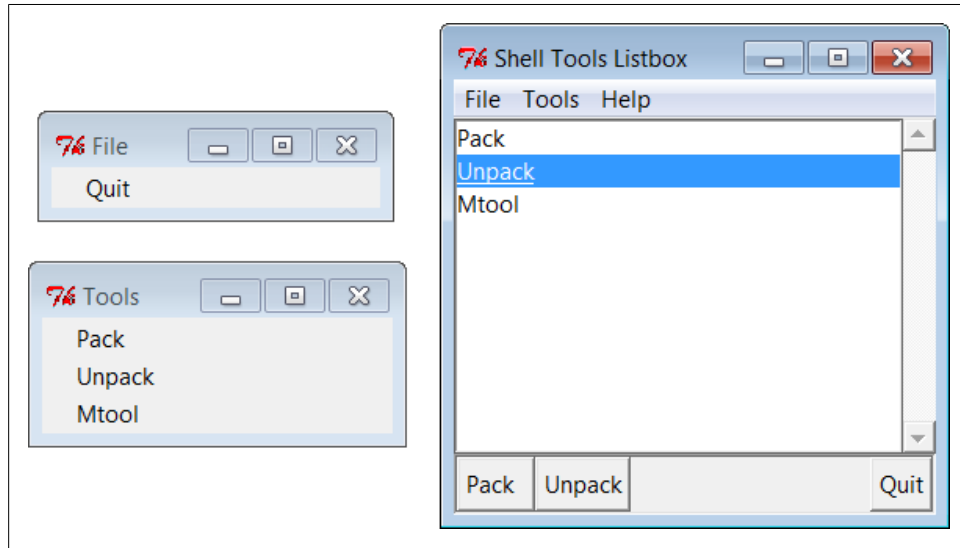 File
Quit
Tools
Pack
Unpack
Mtool
Shell Tools Listbox
File Tools Help
Pack
Unpack
Mtool
Pack Unpack Quit